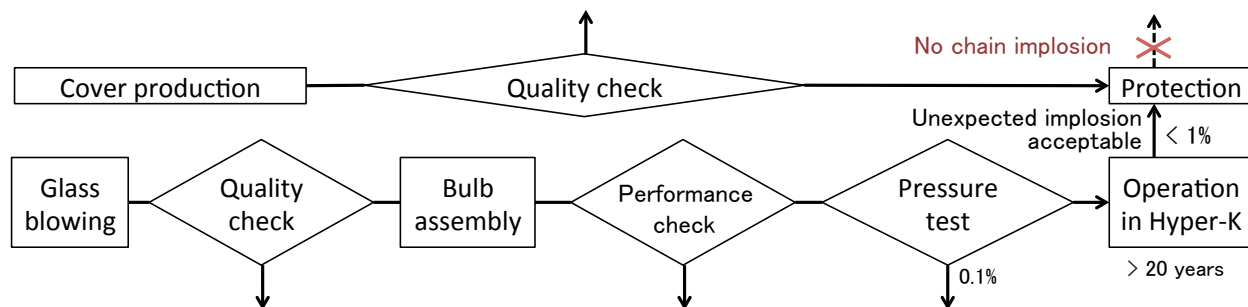 No chain implosion
Cover production
Quality check
Protection
Unexpected implosion
acceptable
< 1%
Glass
blowing
Quality
check
Bulb
assembly
Performance
check
Pressure
test
Operation
in Hyper-K
0.1%
> 20 years